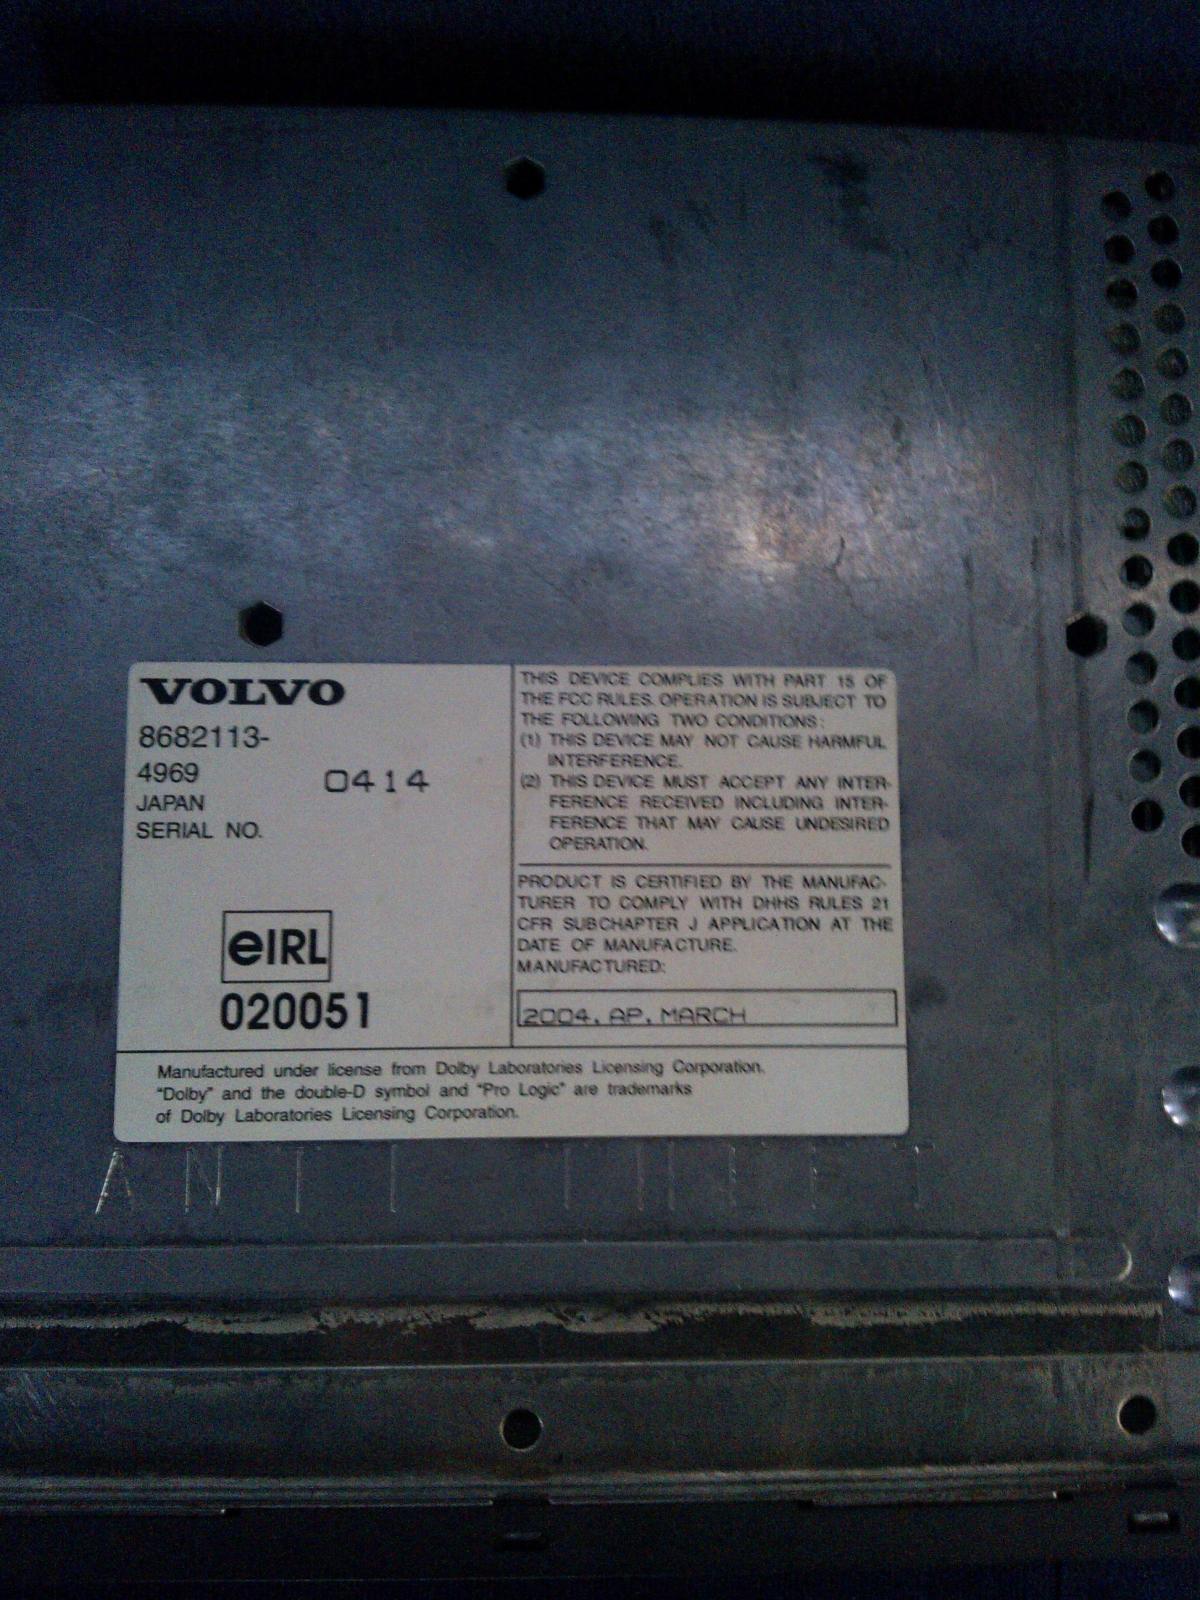 VOLVO
8682113-
4969 0414
JAPAN
SERIAL NO.
eIRL
020051
THIS DEVICE COMPLIES WITH PART 15 OF
THE FCC RULES. OPERATION IS SUBJECT TO
THE FOLLOWING TWO CONDITIONS:
(1) THIS DEVICE MAY NOT CAUSE HARMFUL
INTERFERENCE.
(2) THIS DEVICE MUST ACCEPT ANY INTER-
FERENCE RECEIVED INCLUDING INTER-
FERENCE THAT MAY CAUSE UNDESIRED
OPERATION.
PRODUCT IS CERTIFIED BY THE MANUFAC-
TURER TO COMPLY WITH DHHS RULES 21
CFR SUBCHAPTER J APPLICATION AT THE
DATE OF MANUFACTURE.
MANUFACTURED:
2004. AP. MARCH
Manufactured under license from Dolby Laboratories Licensing Corporation.
"Dolby" and the double-D symbol and "Pro Logic" are trademarks
of Dolby Laboratories Licensing Corporation.